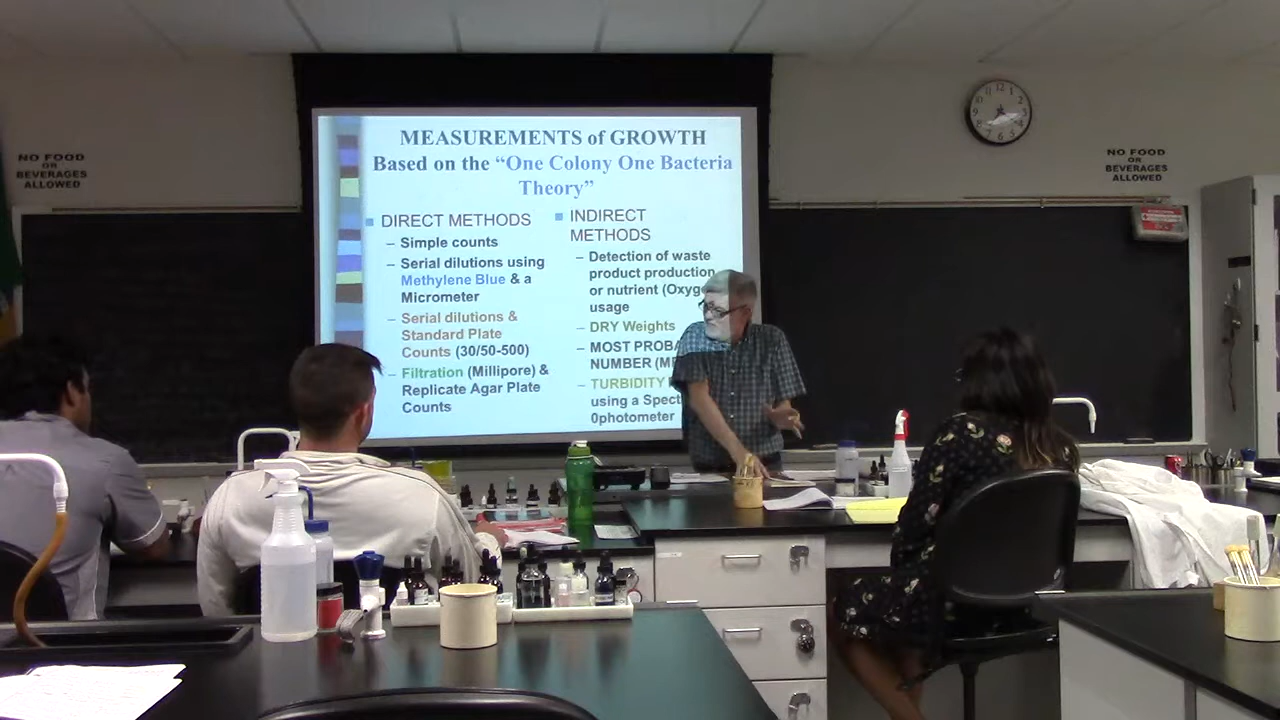 MEASUREMENTS of GROWTH
Based on the “One Colony One Bacteria
Theory”
DIRECT METHODS
– Simple counts
– Serial dilutions using
Methylene Blue & a
Micrometer
– Serial dilutions &
Standard Plate
Counts (30/50-500)
– Filtration (Millipore) &
Replicate Agar Plate
Counts
INDIRECT
METHODS
– Detection of waste
product production
or nutrient (Oxyg
usage
– DRY Weights
– MOST PROBA
NUMBER (M
– TURBIDITY
using a Spect
0photometer
NO FOOD
OR
BEVERAGES
ALLOWED
NO FOOD
OR
BEVERAGES
ALLOWED